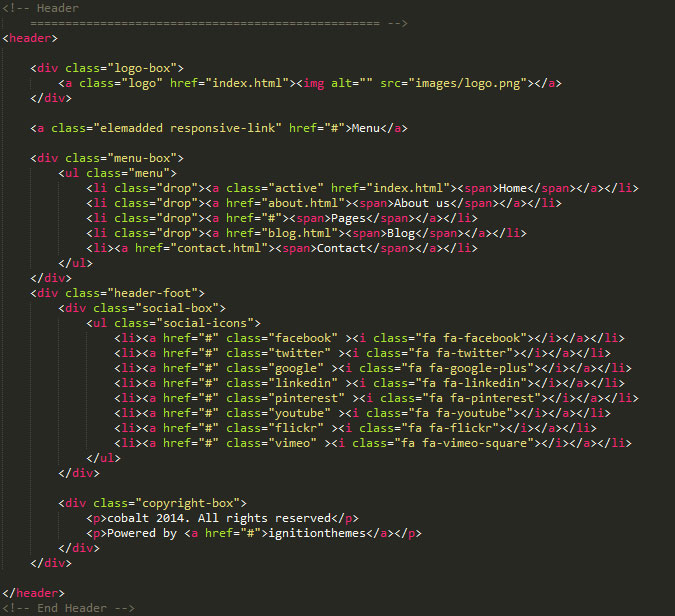 <!-- Header
================================================== -->
<header>
<div class="logo-box">
<a class="logo" href="index.html"><img alt="" src="images/logo.png"></a>
</div>
<a class="elemadded responsive-link" href="#">Menu</a>
<div class="menu-box">
<ul class="menu">
<li class="drop"><a class="active" href="index.html"><span>Home</span></a></li>
<li class="drop"><a href="about.html"><span>About us</span></a></li>
<li class="drop"><a href="#"><span>Pages</span></a></li>
<li class="drop"><a href="blog.html"><span>Blog</span></a></li>
<li><a href="contact.html"><span>Contact</span></a></li>
</ul>
</div>
<div class="header-foot">
<div class="social-box">
<ul class="social-icons">
<li><a href="#" class="facebook" ><i class="fa fa-facebook"></i></a></li>
<li><a href="#" class="twitter" ><i class="fa fa-twitter"></i></a></li>
<li><a href="#" class="google" ><i class="fa fa-google-plus"></i></a></li>
<li><a href="#" class="linkedin" ><i class="fa fa-linkedin"></i></a></li>
<li><a href="#" class="pinterest" ><i class="fa fa-pinterest"></i></a></li>
<li><a href="#" class="youtube" ><i class="fa fa-youtube"></i></a></li>
<li><a href="#" class="flickr" ><i class="fa fa-flickr"></i></a></li>
<li><a href="#" class="vimeo" ><i class="fa fa-vimeo-square"></i></a></li>
</ul>
</div>
<div class="copyright-box">
<p>cobalt 2014. All rights reserved</p>
<p>Powered by <a href="#">ignitionthemes</a></p>
</div>
</div>
</header>
<!-- End Header -->